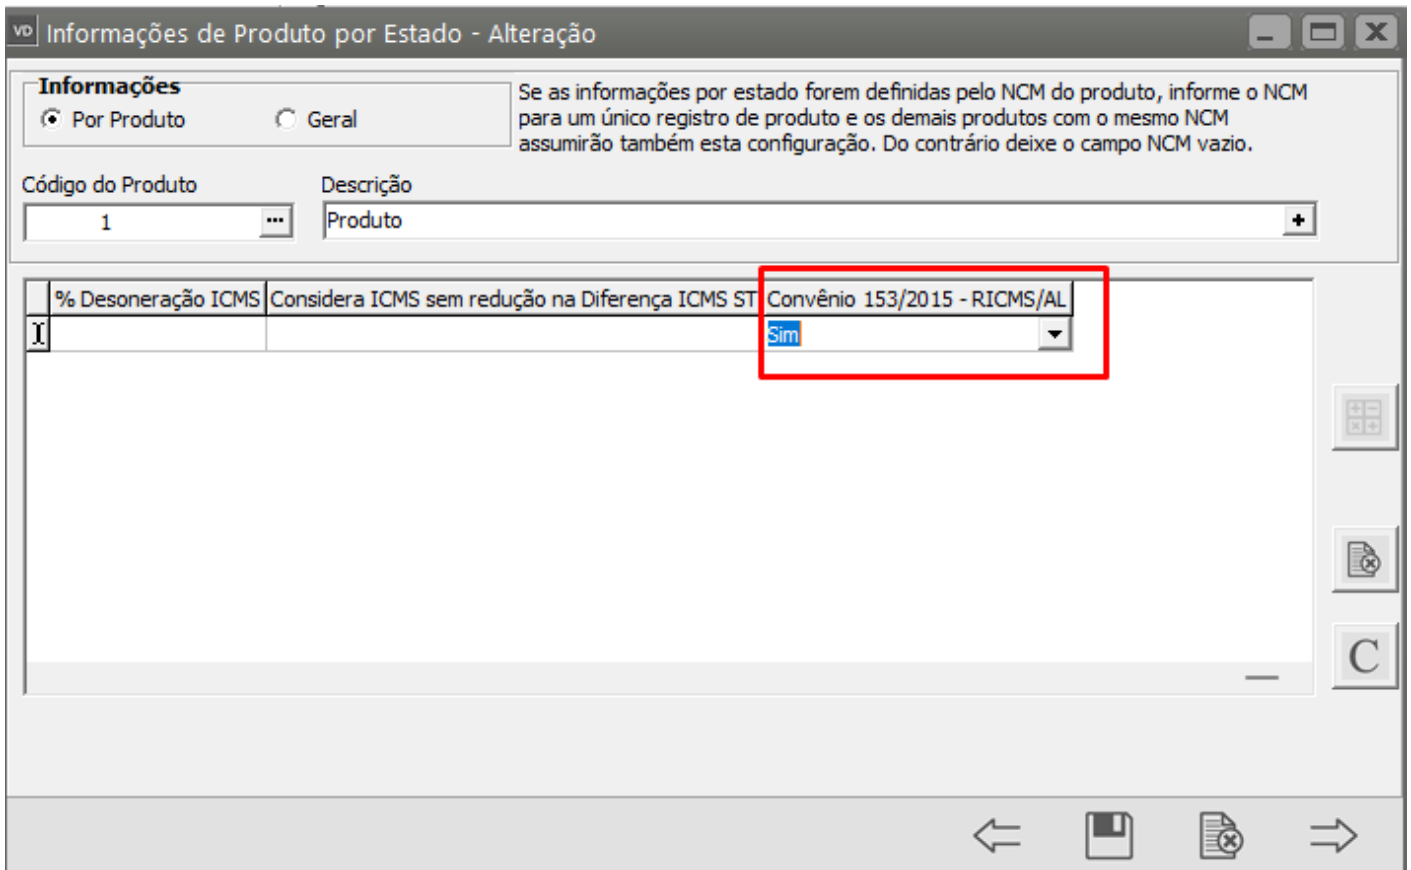 VD Informações de Produto por Estado - Alteração
Informações
Por Produto
Geral
Se as informações por estado forem definidas pelo NCM do produto, informe o NCM
para um único registro de produto e os demais produtos com o mesmo NCM
assumirão também esta configuração. Do contrário deixe o campo NCM vazio.
Código do Produto
Descrição
1
Produto
% Desoneração ICMS
Considera ICMS sem redução na Diferença ICMS ST
Convênio 153/2015 - RICMS/AL
Sim
C